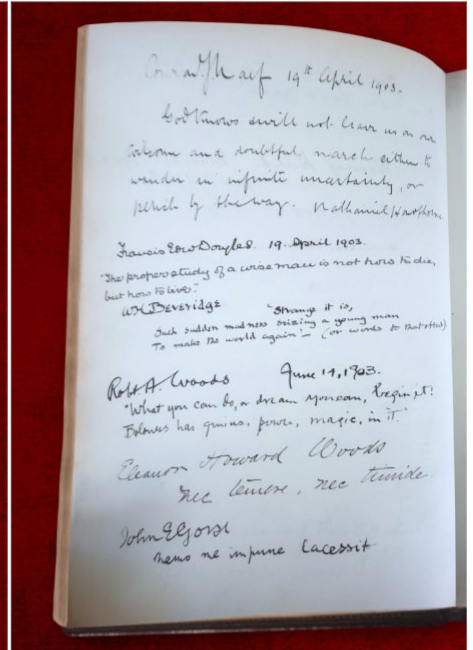 19th April 1903.
God knows will not leave us on our
and doubtful march either to
wander in infinite uncertainty, or
perish by the way. Nathaniel Hawthorne
Francis Edw Douglas. 19. April 1903.
"The proper study of a wise man is not how to die,
but how to live."
WH Beveridge "Strange it is,
Such sudden madness seizing a young man
To make the world again" — (or words to that effect)
Robt A. Woods June 14, 1903.
"What you can do, or dream you can, begin it!
Boldness has genius, power, magic, in it."
Eleanor Howard Woods
Nec temere, nec timide.
John E Gorst
Nemo me impune lacessit